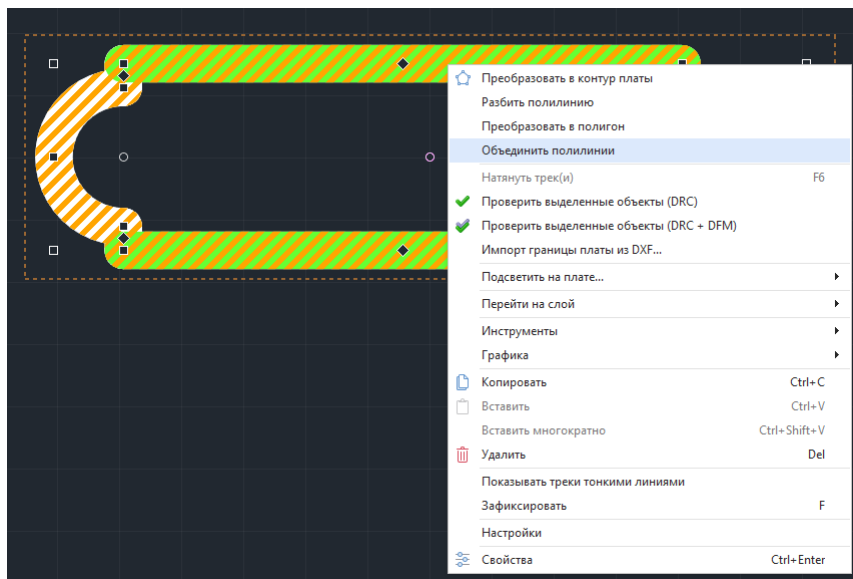 Преобразовать в контур платы
Разбить полилинию
Преобразовать в полигон
Объединить полилинии
Натянуть трек(и) F6
Проверить выделенные объекты (DRC)
Проверить выделенные объекты (DRC + DFM)
Импорт границы платы из DXF...
Подсветить на плате...
Перейти на слой
Инструменты
Графика
Копировать Ctrl+C
Вставить Ctrl+V
Вставить многократно Ctrl+Shift+V
Удалить Del
Показывать треки тонкими линиями
Зафиксировать F
Настройки
Свойства Ctrl+Enter